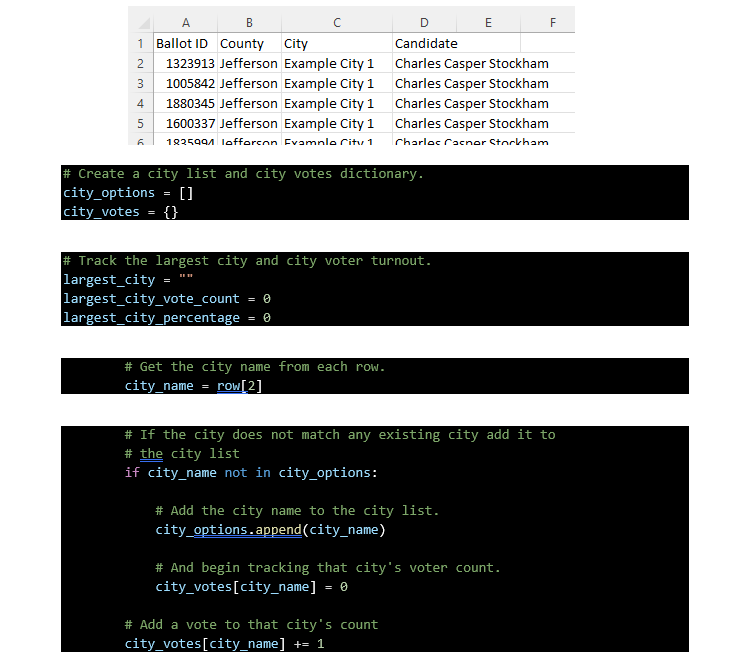 A B C D E F
1 Ballot ID County City Candidate
2 1323913 Jefferson Example City 1 Charles Casper Stockham
3 1005842 Jefferson Example City 1 Charles Casper Stockham
4 1880345 Jefferson Example City 1 Charles Casper Stockham
5 1600337 Jefferson Example City 1 Charles Casper Stockham
6 1835994 Jefferson Example City 1 Charles Casper Stockham
# Create a city list and city votes dictionary.
city_options = []
city_votes = {}
# Track the largest city and city voter turnout.
largest_city = ""
largest_city_vote_count = 0
largest_city_percentage = 0
# Get the city name from each row.
city_name = row[2]
# If the city does not match any existing city add it to
# the city list
if city_name not in city_options:
# Add the city name to the city list.
city_options.append(city_name)
# And begin tracking that city's voter count.
city_votes[city_name] = 0
# Add a vote to that city's count
city_votes[city_name] += 1